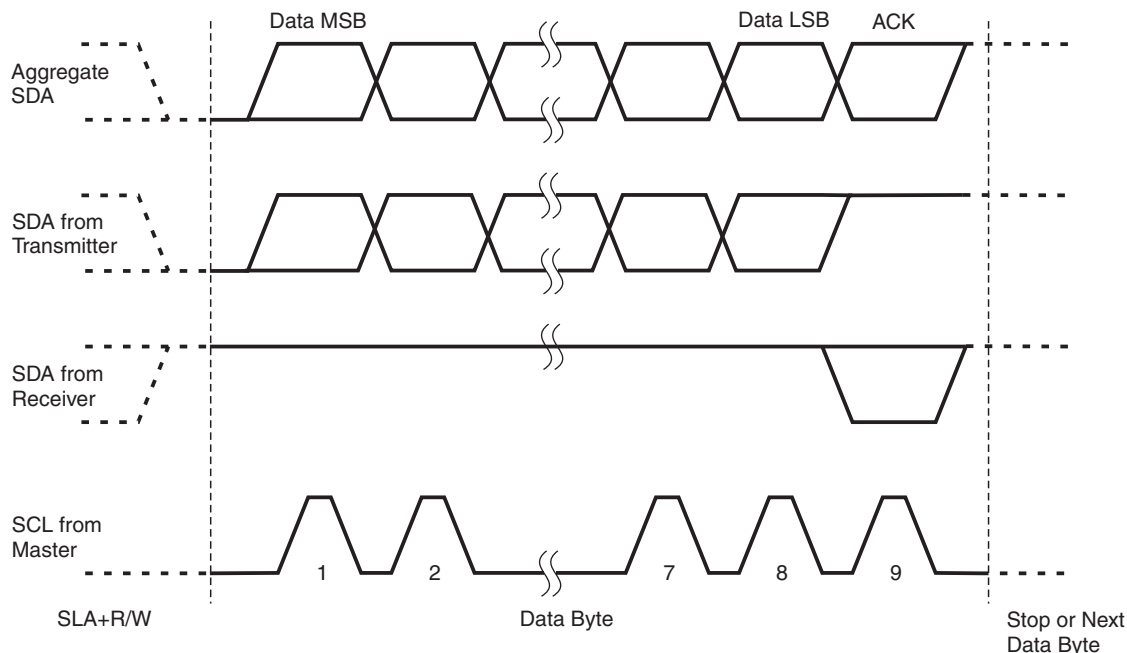 Data MSB
Data LSB
ACK
Aggregate
SDA
SDA from
Transmitter
SDA from
Receiver
SCL from
Master
1
2
7
8
9
SLA+R/W
Data Byte
Stop or Next
Data Byte